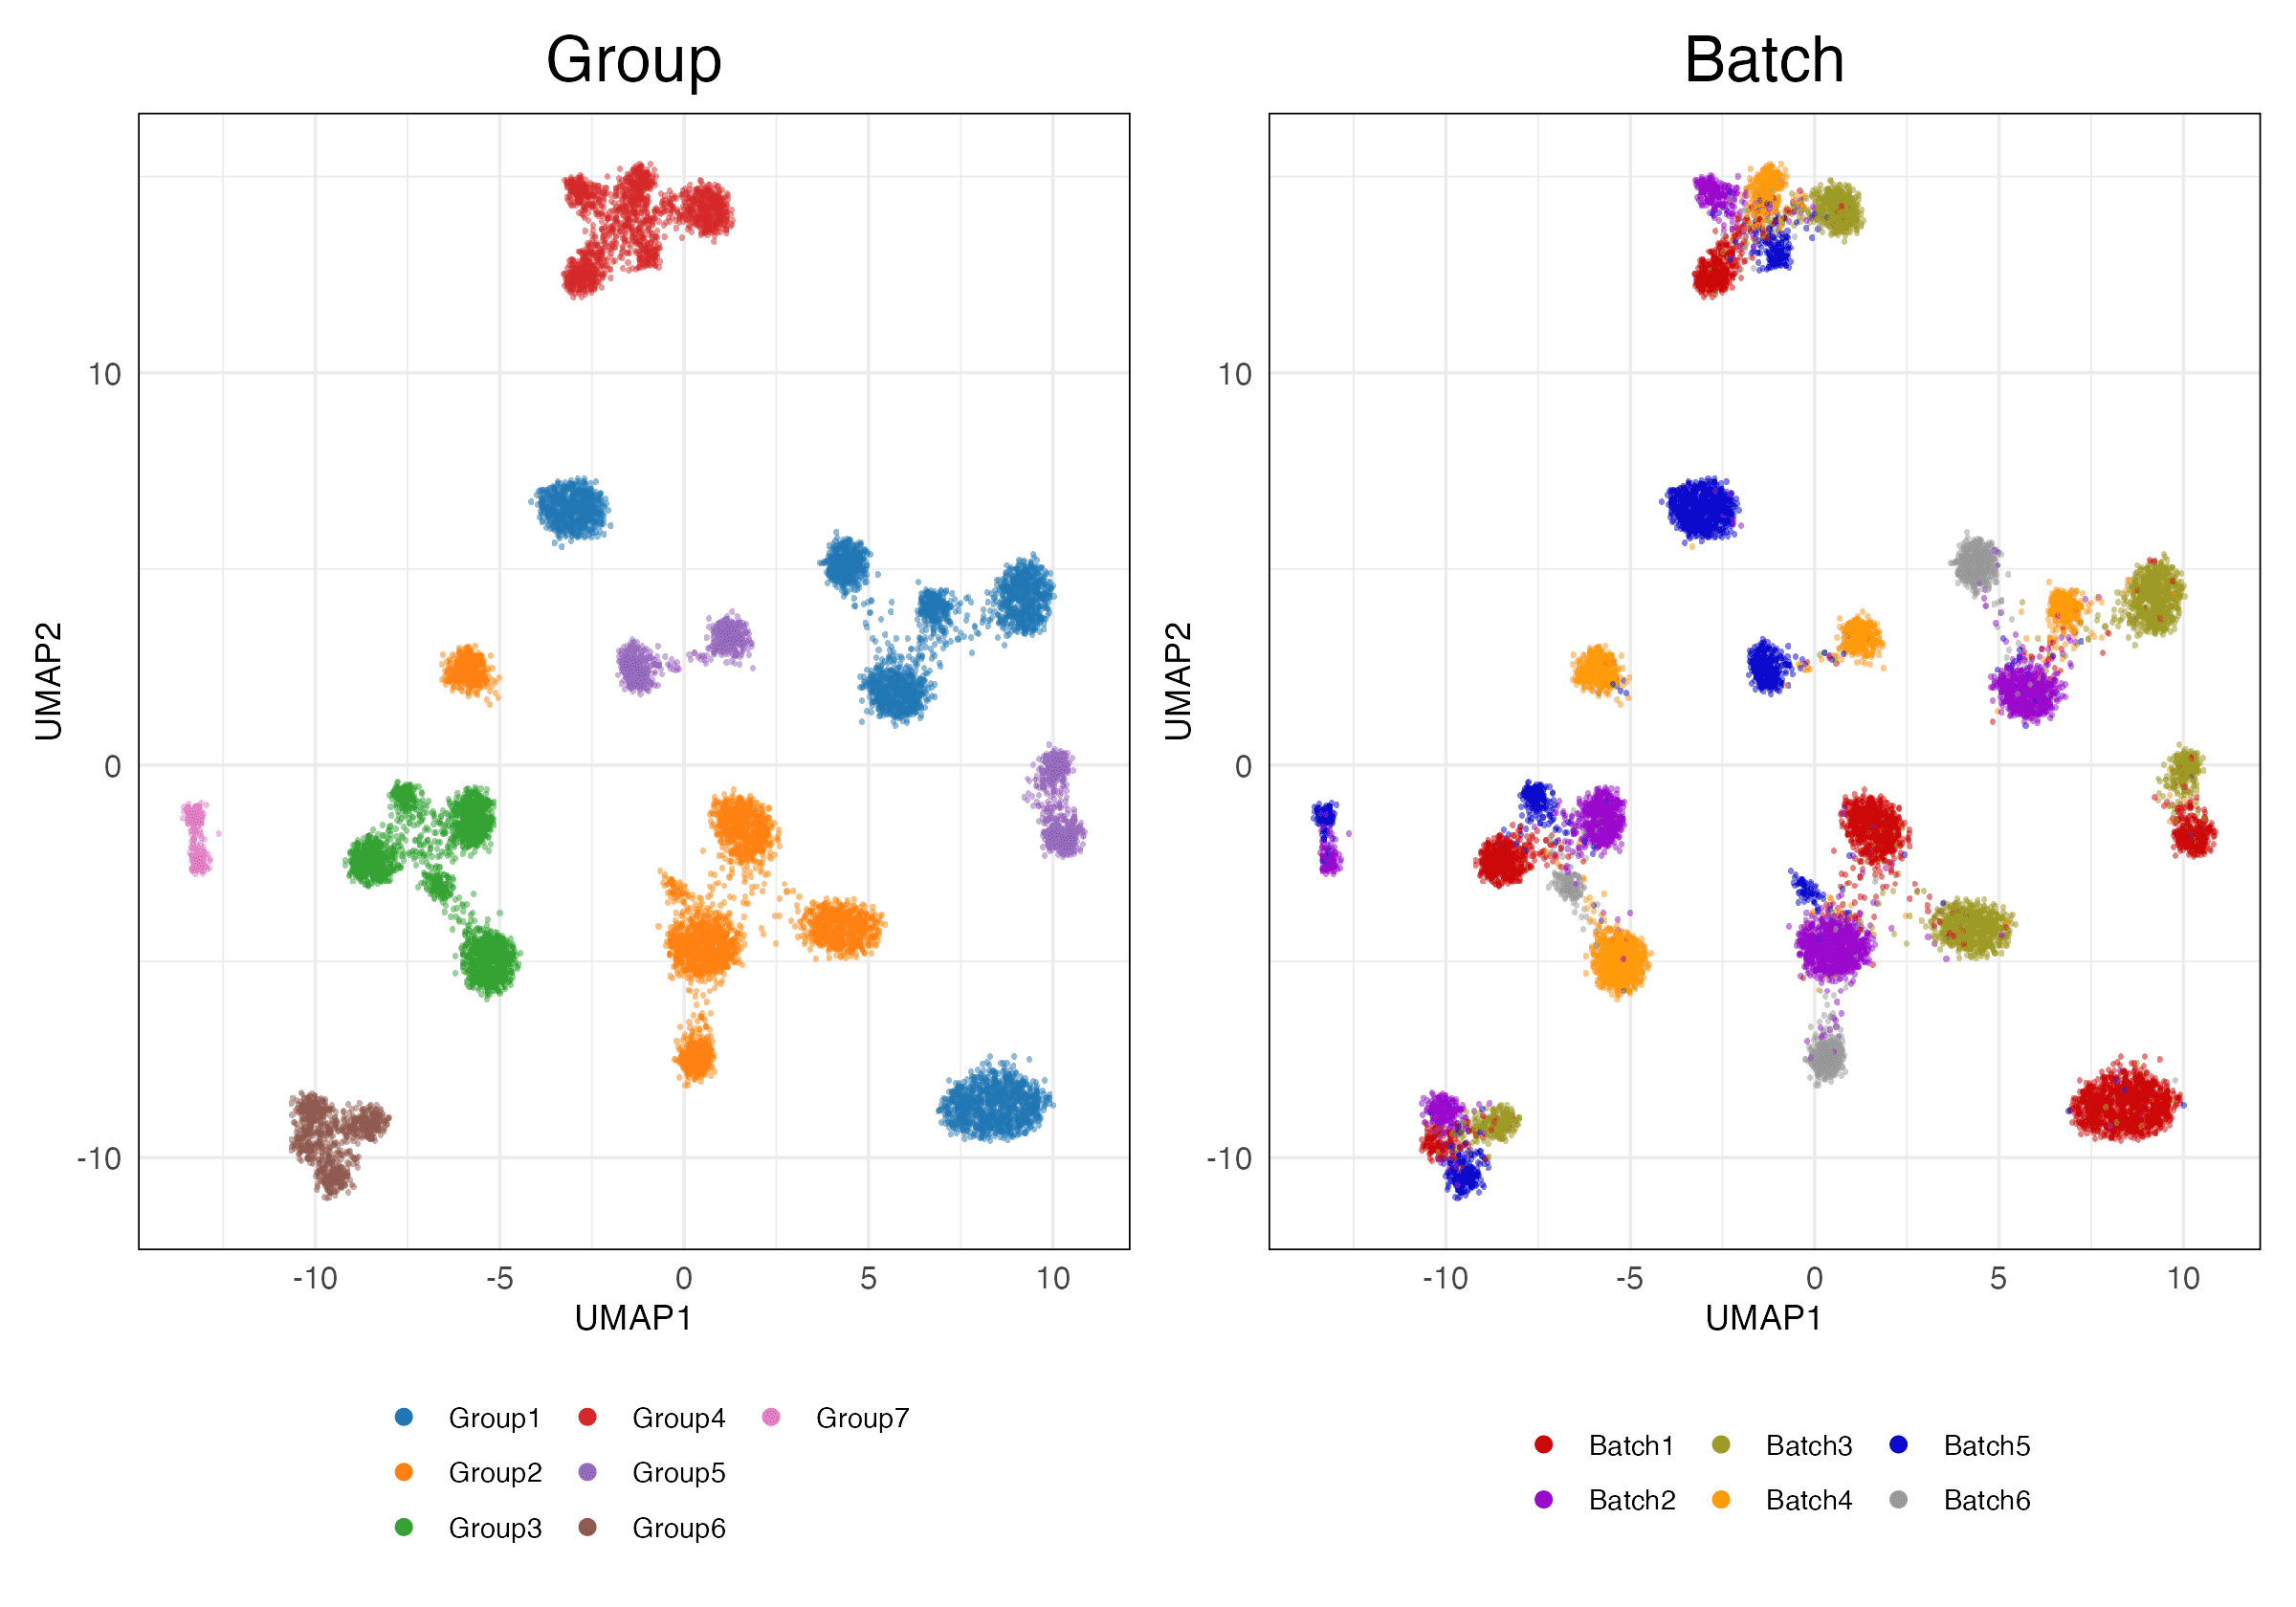 Group
Batch
10
0
-10
UMAP2
-10 -5 0 5 10
UMAP1
10
0
-10
UMAP2
-10 -5 0 5 10
UMAP1
Group1 Group4 Group7
Group2 Group5
Group3 Group6
Batch1 Batch3 Batch5
Batch2 Batch4 Batch6